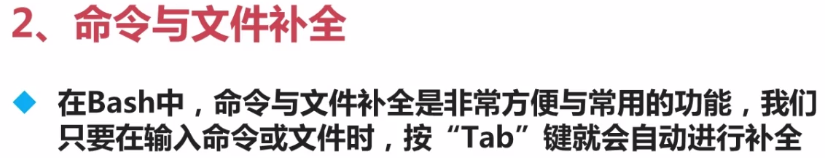 2、命令与文件补全
在Bash中，命令与文件补全是非常方便与常用的功能，我们
只要在输入命令或文件时，按“Tab”键就会自动进行补全